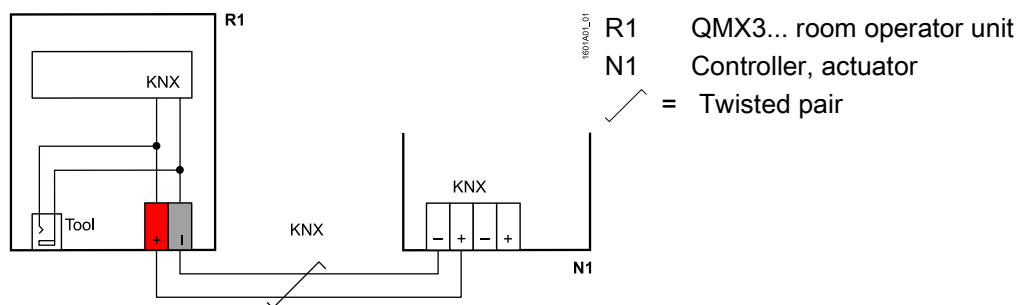 R1
KNX
Tool
+ –
KNX
KNX
– + – +
N1
1601A01_01
R1 QMX3... room operator unit
N1 Controller, actuator
= Twisted pair